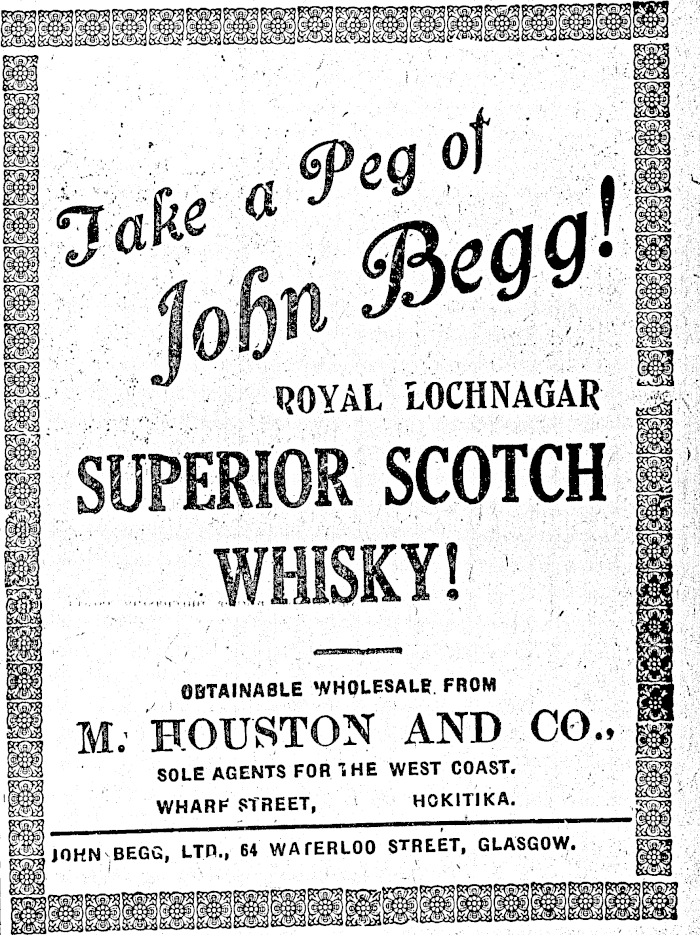 Take a Peg of
John Begg!
ROYAL LOCHNAGAR
SUPERIOR SCOTCH
WHISKY!
OBTAINABLE WHOLESALE FROM
M. HOUSTON AND CO.,
SOLE AGENTS FOR THE WEST COAST.
WHARF STREET, HOKITIKA.
JOHN BEGG, LTD., 64 WATERLOO STREET, GLASGOW.